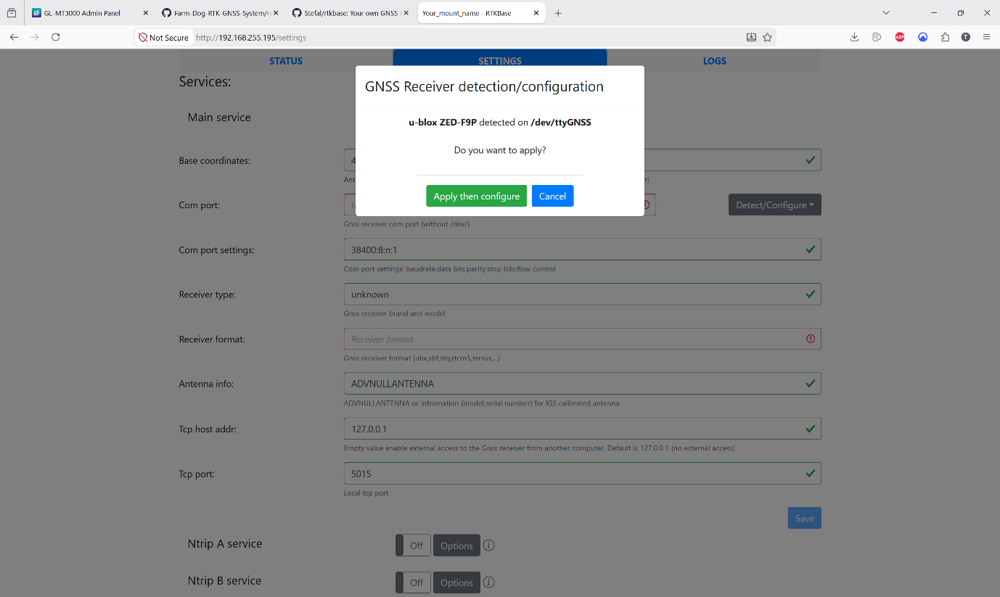 GL-MT3000 Admin Panel
Farm-Dog-RTK-GNSS-System/r
Stefal/rtkbase: Your own GNSS
Your_mount_name - RTKBase
Not Secure http://192.168.255.195/settings
ABP
T
STATUS
SETTINGS
LOGS
Services:
GNSS Receiver detection/configuration
Main service
u-blox ZED-F9P detected on /dev/ttyGNSS
Do you want to apply?
Base coordinates:
4
Ant
r)
Apply then configure
Cancel
Com port:
Detect/Configure
Gnss receiver com port (without /dev/)
Com port settings:
38400:8:n:1
Com port settings: baudrate:data bits:parity:stop bits:flow control
Receiver type:
unknown
Gnss receiver brand and model
Receiver format:
Receiver format
Gnss receiver format (ubx,sbf,stq,rtcm3,tersus,...)
Antenna info:
ADVNULLANTENNA
ADVNULLANTENNA or information (model,serial number) for IGS calibrated antenna
Tcp host addr:
127.0.0.1
Empty value enable external access to the Gnss receiver from another computer. Default is 127.0.0.1 (no external access)
Tcp port:
5015
Local tcp port
Save
Ntrip A service
Off
Options
Ntrip B service
Off
Options